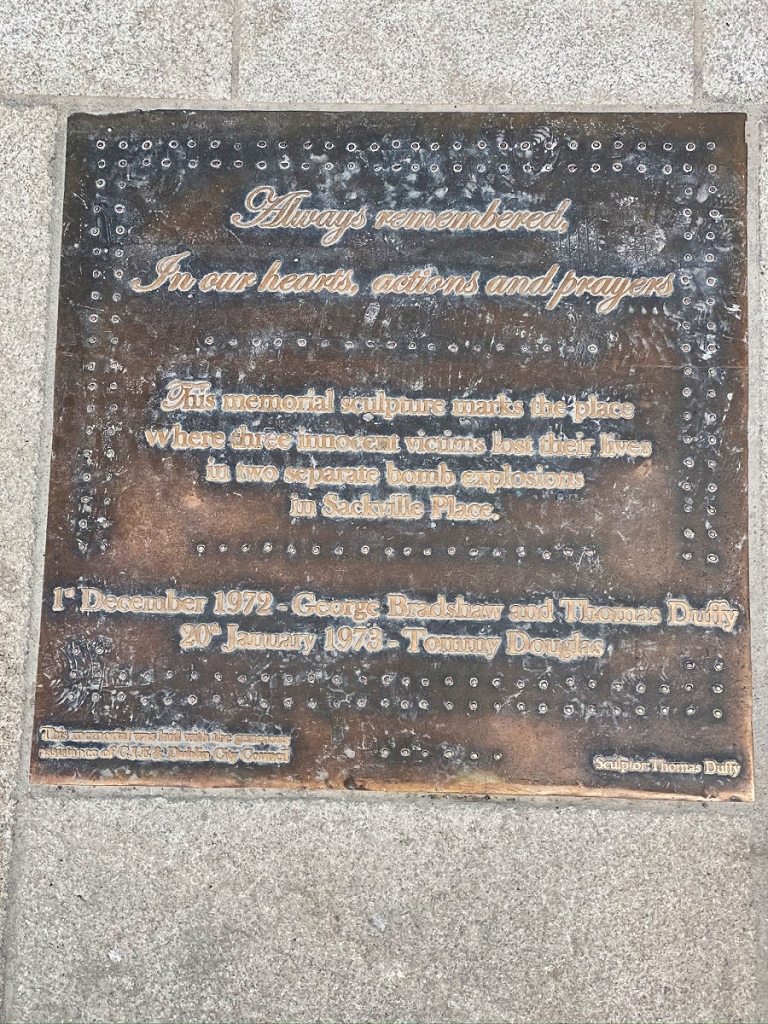 Always remembered,
In our hearts, actions and prayers
This memorial sculpture marks the place
where three innocent victims lost their lives
in two separate bomb explosions
in Sackville Place.
1st December 1972 - George Bradshaw and Thomas Duffy
20th January 1973 - Tommy Douglas
This memorial was laid with the generous
assistance of C.I.E & Dublin City Council
Sculptor: Thomas Duffy